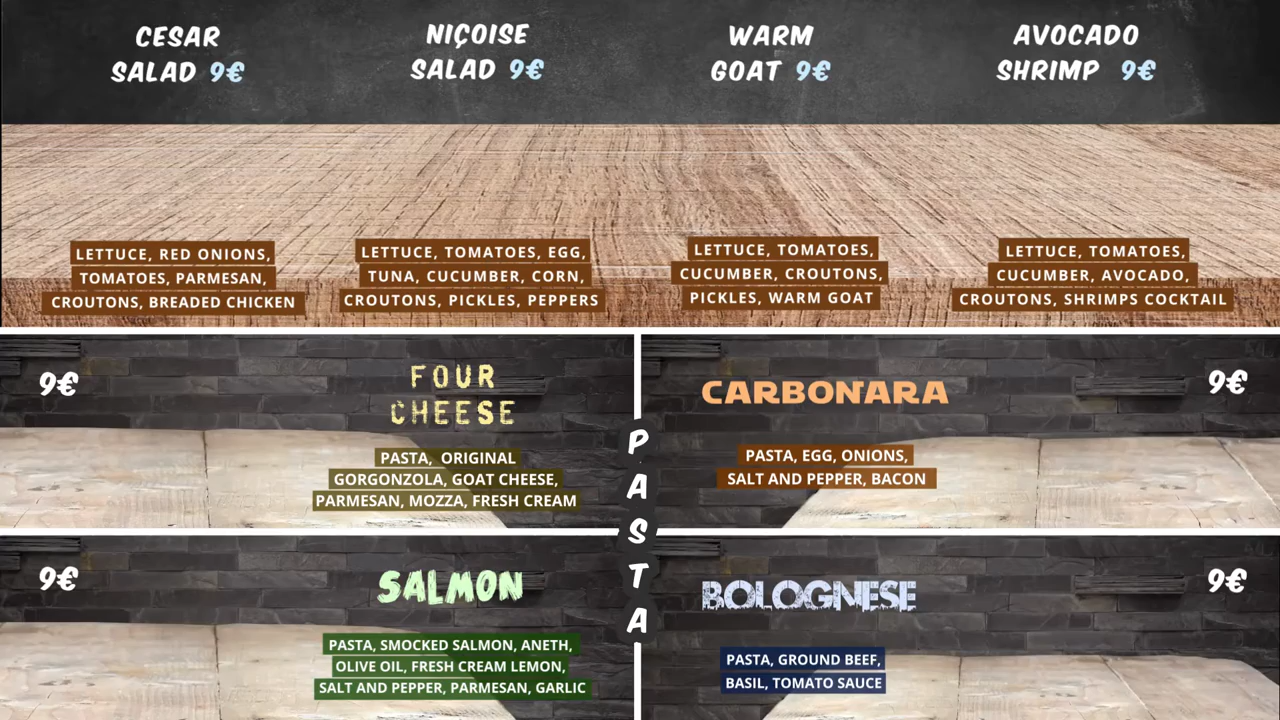 CESAR
SALAD 9€
NIÇOISE
SALAD 9€
WARM
GOAT 9€
AVOCADO
SHRIMP 9€
LETTUCE, RED ONIONS,
TOMATOES, PARMESAN,
CROUTONS, BREADED CHICKEN
LETTUCE, TOMATOES, EGG,
TUNA, CUCUMBER, CORN,
CROUTONS, PICKLES, PEPPERS
LETTUCE, TOMATOES,
CUCUMBER, CROUTONS,
PICKLES, WARM GOAT
LETTUCE, TOMATOES,
CUCUMBER, AVOCADO,
CROUTONS, SHRIMPS COCKTAIL
PASTA
9€
FOUR
CHEESE
PASTA, ORIGINAL
GORGONZOLA, GOAT CHEESE,
PARMESAN, MOZZA, FRESH CREAM
CARBONARA
9€
PASTA, EGG, ONIONS,
SALT AND PEPPER, BACON
9€
SALMON
PASTA, SMOCKED SALMON, ANETH,
OLIVE OIL, FRESH CREAM LEMON,
SALT AND PEPPER, PARMESAN, GARLIC
BOLOGNESE
9€
PASTA, GROUND BEEF,
BASIL, TOMATO SAUCE